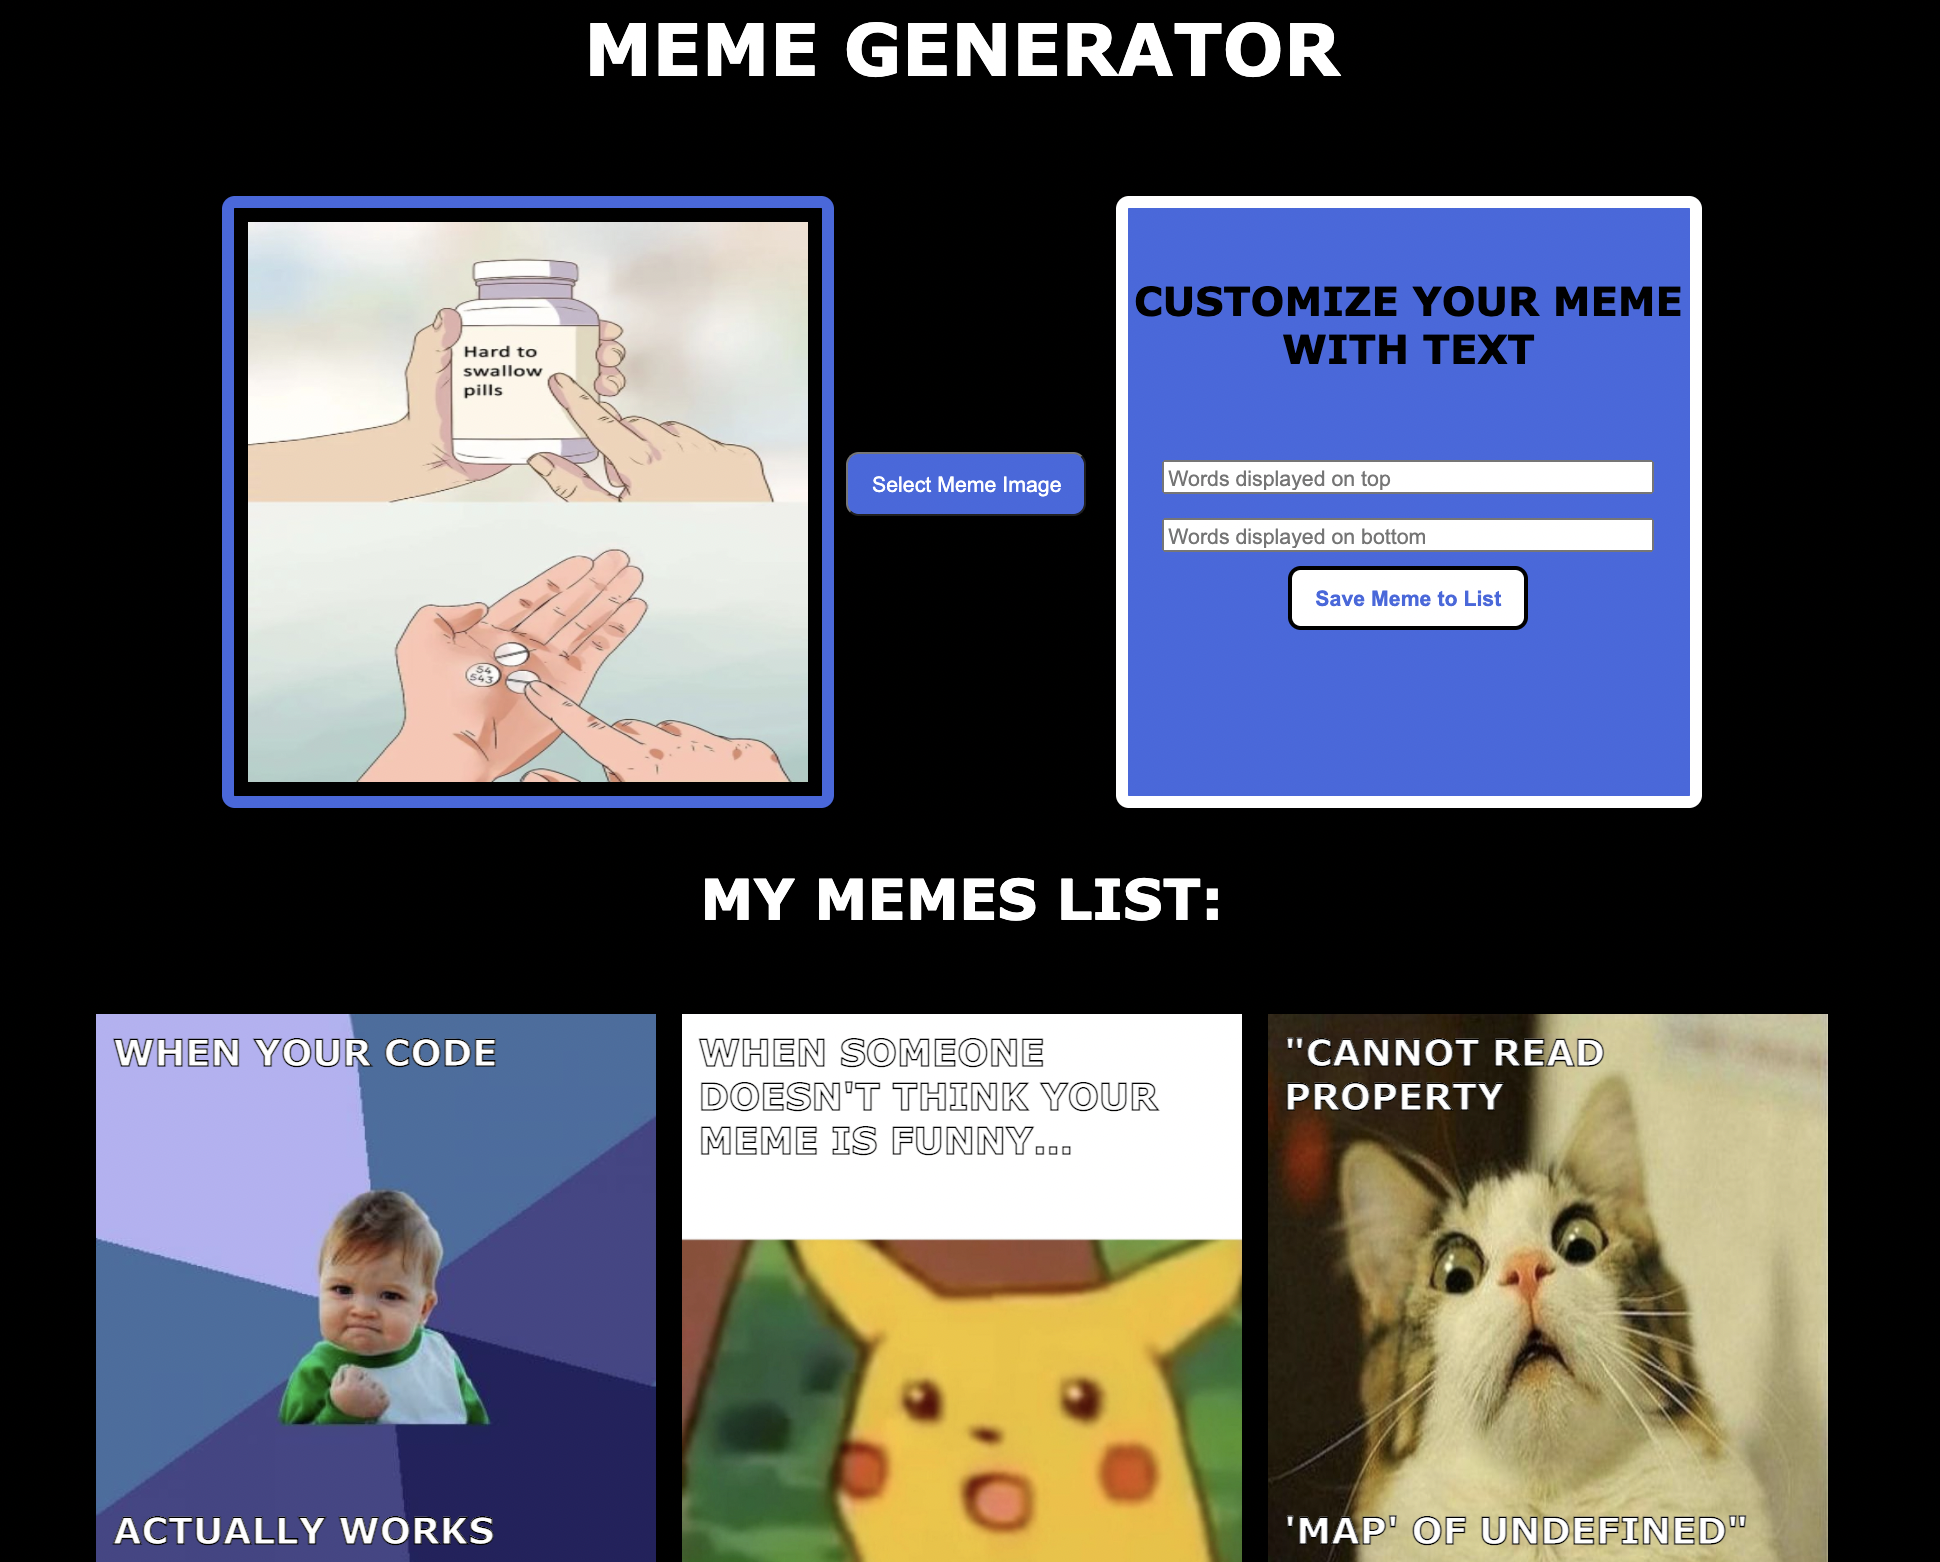 MEME GENERATOR
Hard to
swallow
pills
54
543
Select Meme Image
CUSTOMIZE YOUR MEME
WITH TEXT
Words displayed on top
Words displayed on bottom
Save Meme to List
MY MEMES LIST:
WHEN YOUR CODE
ACTUALLY WORKS
WHEN SOMEONE
DOESN'T THINK YOUR
MEME IS FUNNY...
"CANNOT READ
PROPERTY
'MAP' OF UNDEFINED"